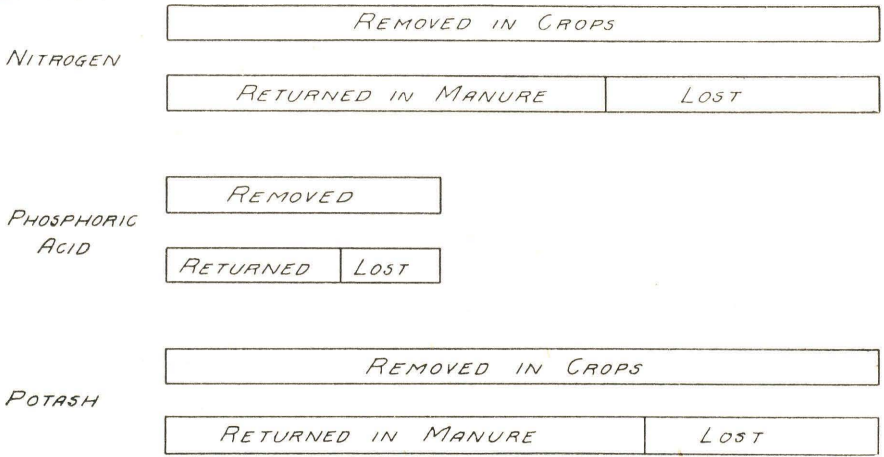 REMOVED IN CROPS
NITROGEN
RETURNED IN MANURE LOST
REMOVED
PHOSPHORIC
ACID
RETURNED LOST
REMOVED IN CROPS
POTASH
RETURNED IN MANURE LOST